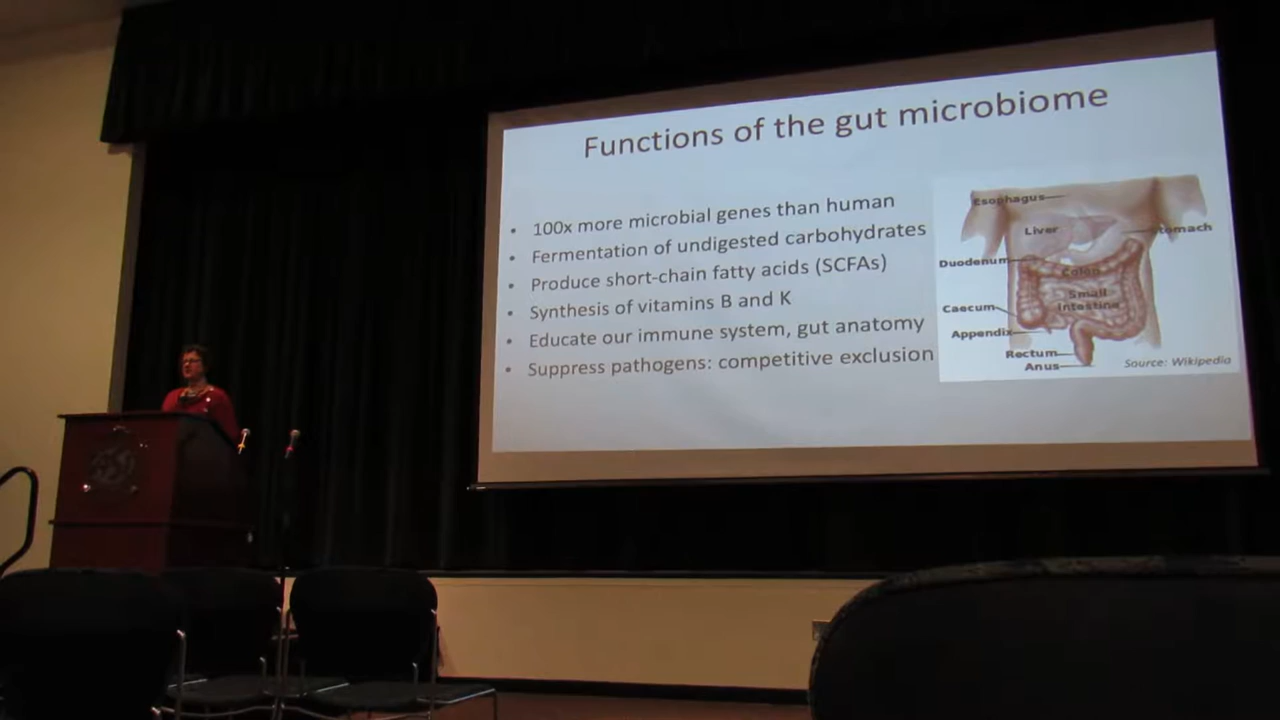 Functions of the gut microbiome
• 100x more microbial genes than human
• Fermentation of undigested carbohydrates
• Produce short-chain fatty acids (SCFAs)
• Synthesis of vitamins B and K
• Educate our immune system, gut anatomy
• Suppress pathogens: competitive exclusion
Esophagus
Liver
Stomach
Duodenum
Colon
Small
Intestine
Caecum
Appendix
Rectum
Anus
Source: Wikipedia